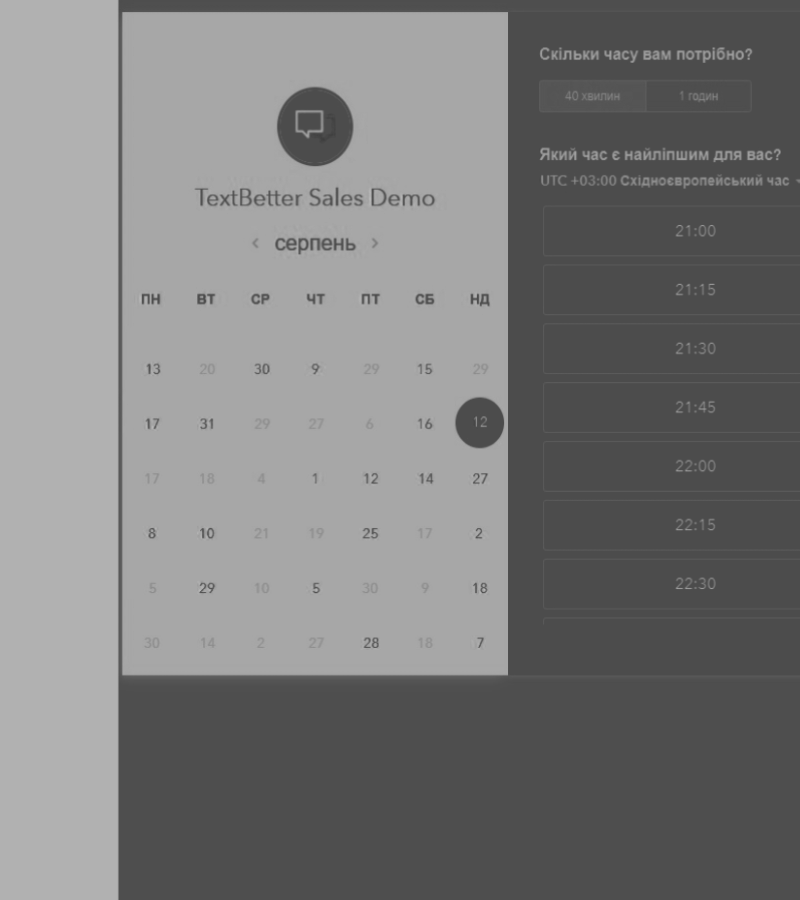 TextBetter Sales Demo
‹ серпень ›
ПН ВТ СР ЧТ ПТ СБ НД
13 20 30 9 29 15 29
17 31 29 27 6 16 12
17 18 4 1 12 14 27
8 10 21 19 25 17 2
5 29 10 5 30 9 18
30 14 2 27 28 18 7
Скільки часу вам потрібно?
40 хвилин 1 годин
Який час є найліпшим для вас?
UTC +03:00 Східноєвропейський час
21:00
21:15
21:30
21:45
22:00
22:15
22:30